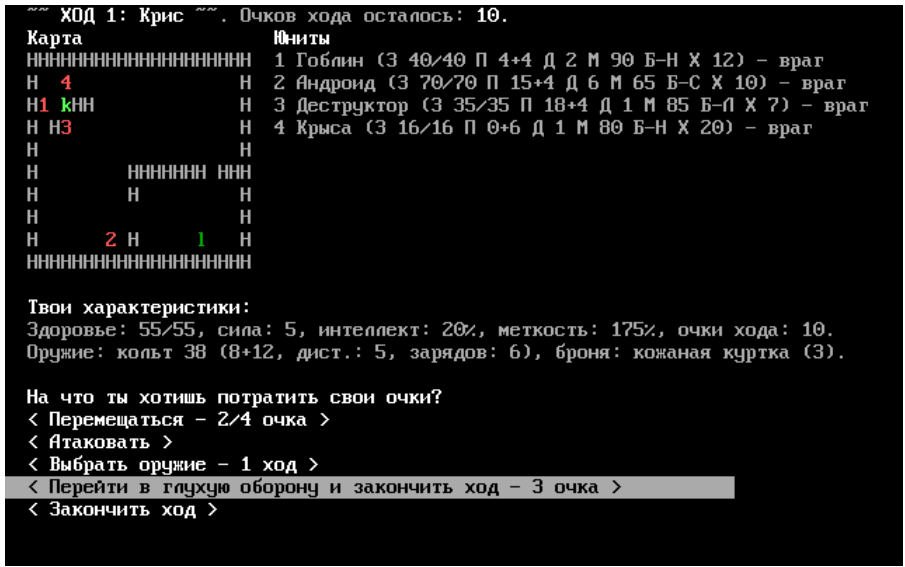 ~~ ХОД 1: Крис ~~. Очков хода осталось: 10.
Карта Юниты
HHHHHHHHHHHHHHHHHHHH 1 Гоблин (З 40/40 П 4+4 Д 2 М 90 Б-Н Х 12) - враг
H 4 H 2 Андроид (З 70/70 П 15+4 Д 6 М 65 Б-С Х 10) - враг
H1 kHH H 3 Деструктор (З 35/35 П 18+4 Д 1 М 85 Б-Л Х 7) - враг
H H3 H 4 Крыса (З 16/16 П 0+6 Д 1 М 80 Б-Н Х 20) - враг
H H
H HHHHHHH HHH
H H H
H H
H 2 H l H
HHHHHHHHHHHHHHHHHHHH
Твои характеристики:
Здоровье: 55/55, сила: 5, интеллект: 20%, меткость: 175%, очки хода: 10.
Оружие: кольт 38 (8+12, дист.: 5, зарядов: 6), броня: кожаная куртка (3).
На что ты хотишь потратить свои очки?
< Перемещаться - 2/4 очка >
< Атаковать >
< Выбрать оружие - 1 ход >
< Перейти в глухую оборону и закончить ход - 3 очка >
< Закончить ход >